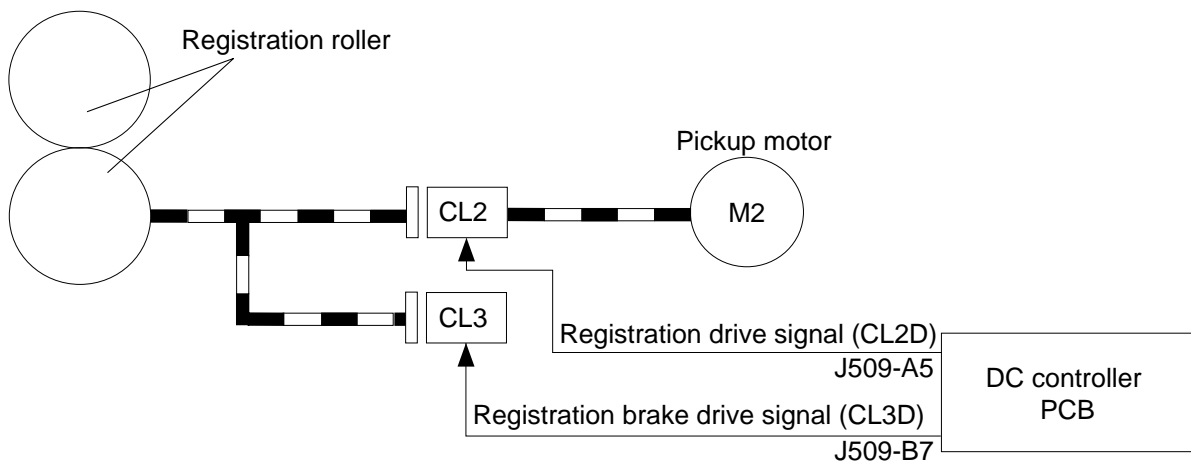 Registration roller
Pickup motor
CL2
M2
CL3
Registration drive signal (CL2D)
J509-A5
DC controller
PCB
Registration brake drive signal (CL3D)
J509-B7